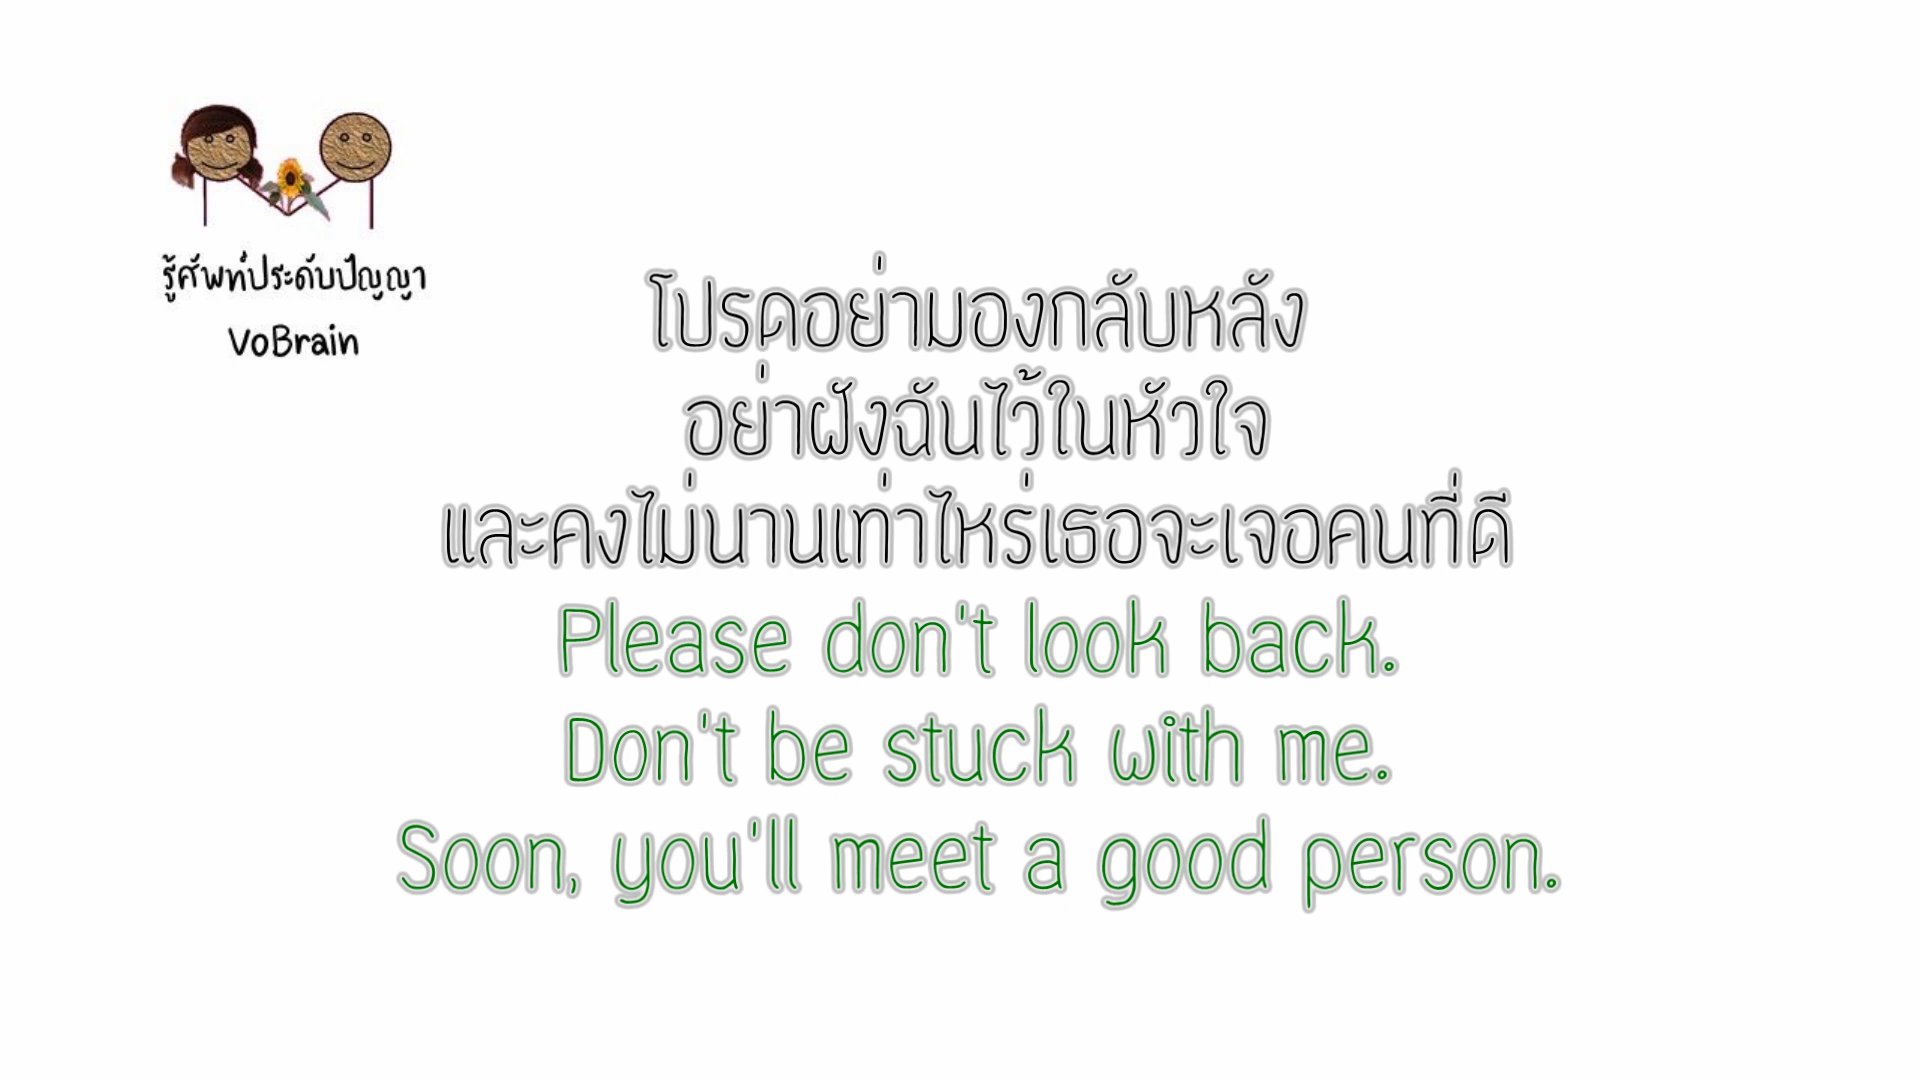 รู้ศัพท์ประดับปัญญา
VoBrain
โปรดอย่ามองกลับหลัง
อย่าฝังฉันไว้ในหัวใจ
และคงไม่นานเท่าไหร่เธอจะเจอคนที่ดี
Please don't look back.
Don't be stuck with me.
Soon, you'll meet a good person.